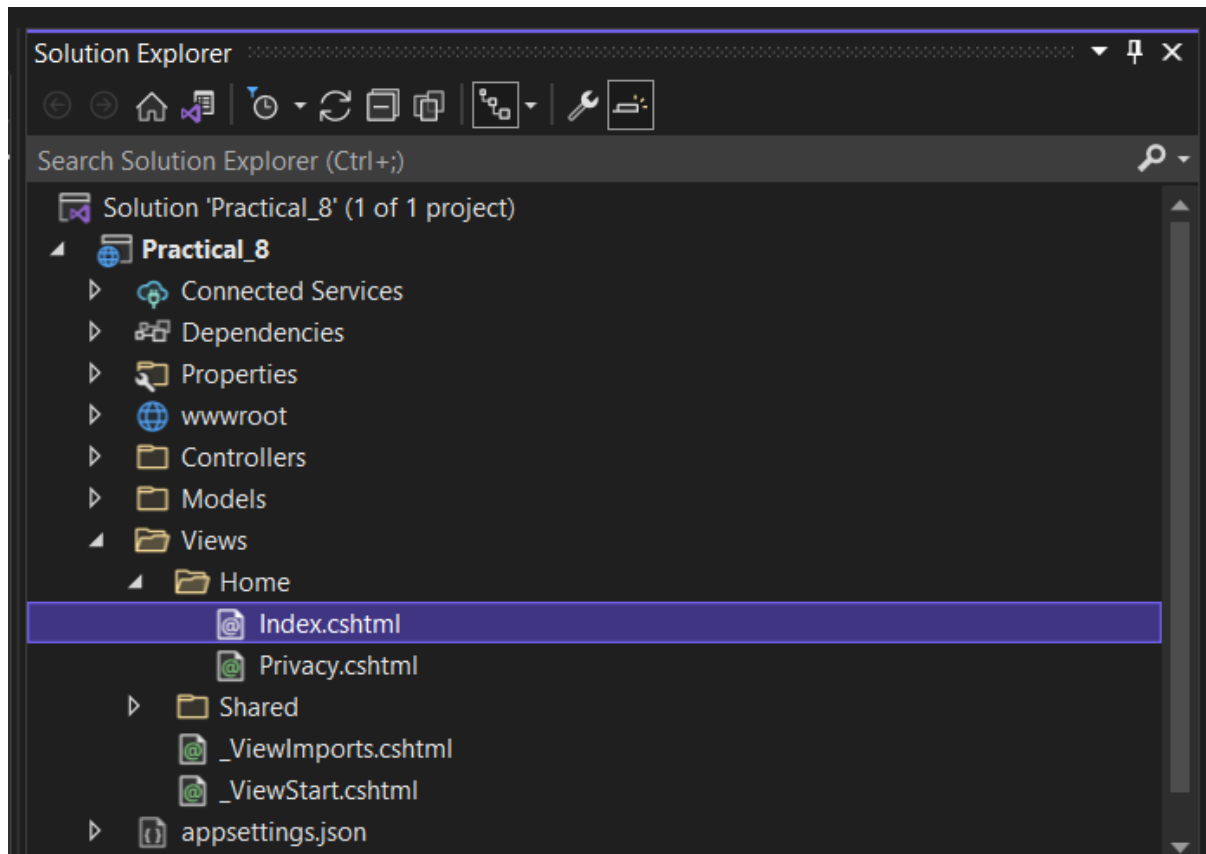 Solution Explorer
Search Solution Explorer (Ctrl+;)
Solution 'Practical_8' (1 of 1 project)
Practical_8
Connected Services
Dependencies
Properties
wwwroot
Controllers
Models
Views
Home
Index.cshtml
Privacy.cshtml
Shared
_ViewImports.cshtml
_ViewStart.cshtml
appsettings.json